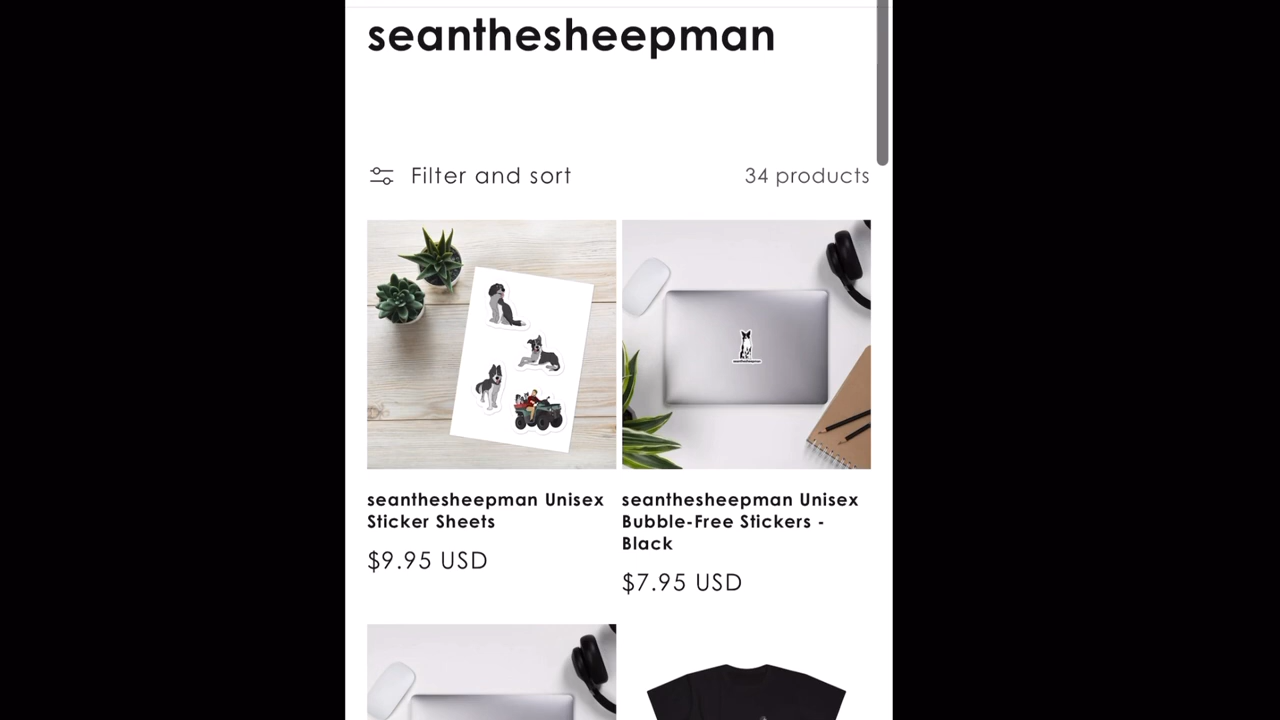 seanthesheepman
Filter and sort
34 products
seanthesheepman Unisex
Sticker Sheets
$9.95 USD
seanthesheepman Unisex
Bubble-Free Stickers -
Black
$7.95 USD